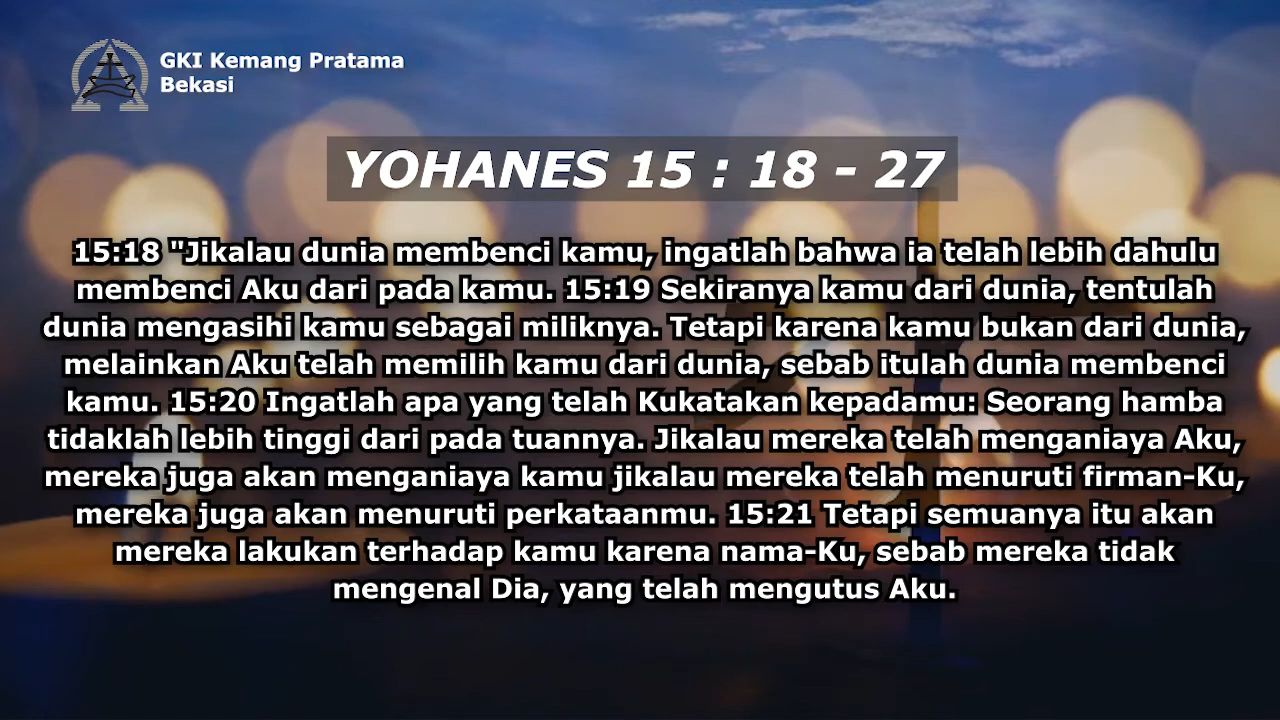 GKI Kemang Pratama
Bekasi
YOHANES 15 : 18 - 27
15:18 "Jikalau dunia membenci kamu, ingatlah bahwa ia telah lebih dahulu
membenci Aku dari pada kamu. 15:19 Sekiranya kamu dari dunia, tentulah
dunia mengasihi kamu sebagai miliknya. Tetapi karena kamu bukan dari dunia,
melainkan Aku telah memilih kamu dari dunia, sebab itulah dunia membenci
kamu. 15:20 Ingatlah apa yang telah Kukatakan kepadamu: Seorang hamba
tidaklah lebih tinggi dari pada tuannya. Jikalau mereka telah menganiaya Aku,
mereka juga akan menganiaya kamu jikalau mereka telah menuruti firman-Ku,
mereka juga akan menuruti perkataanmu. 15:21 Tetapi semuanya itu akan
mereka lakukan terhadap kamu karena nama-Ku, sebab mereka tidak
mengenal Dia, yang telah mengutus Aku.